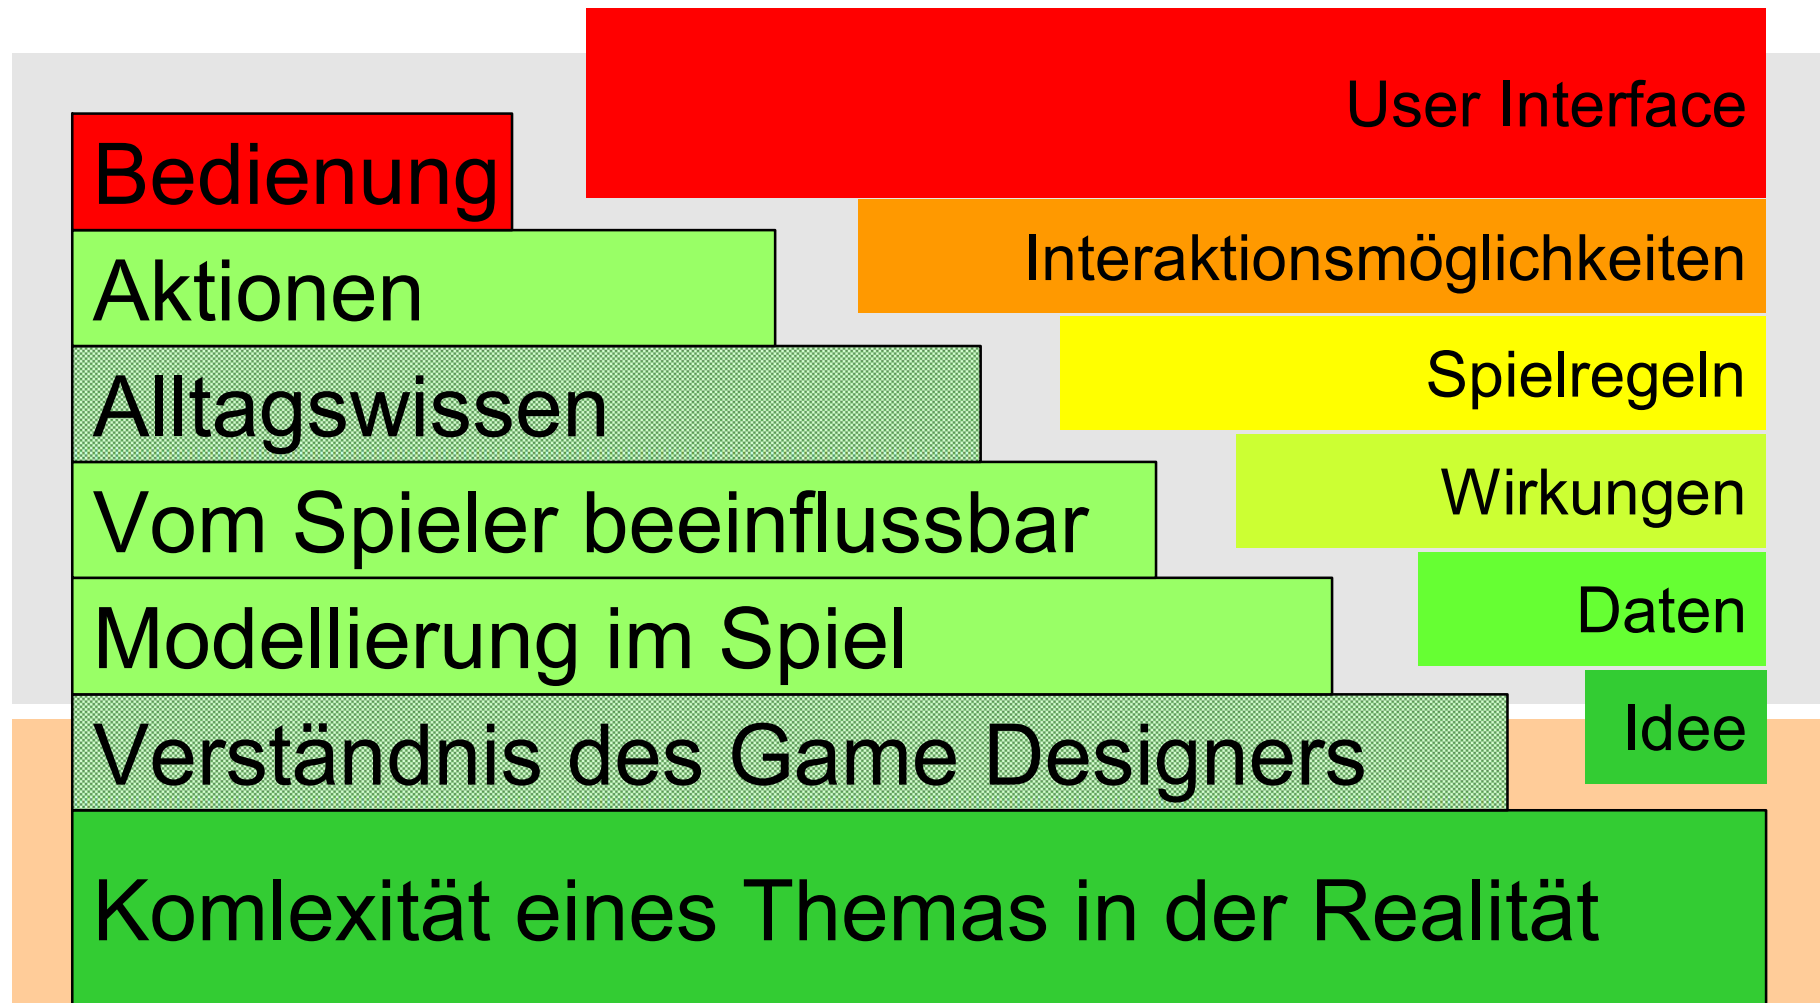 User Interface
Bedienung
Interaktionsmöglichkeiten
Aktionen
Spielregeln
Alltagswissen
Wirkungen
Vom Spieler beeinflussbar
Daten
Modellierung im Spiel
Idee
Verständnis des Game Designers
Komlexität eines Themas in der Realität